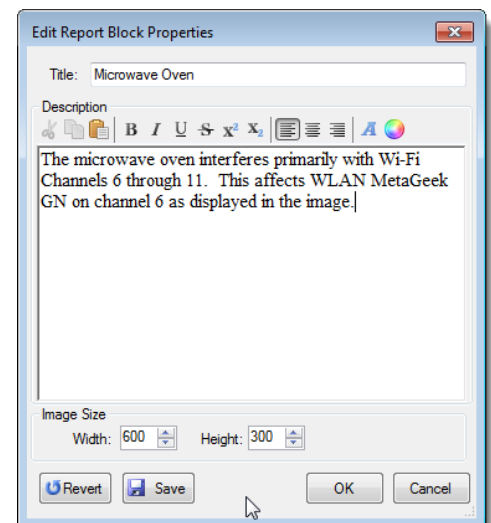 Edit Report Block Properties
Title: Microwave Oven
Description
B I U S x² X₂ A
The microwave oven interferes primarily with Wi-Fi
Channels 6 through 11. This affects WLAN MetaGeek
GN on channel 6 as displayed in the image.
Image Size
Width: 600 Height: 300
Revert Save OK Cancel